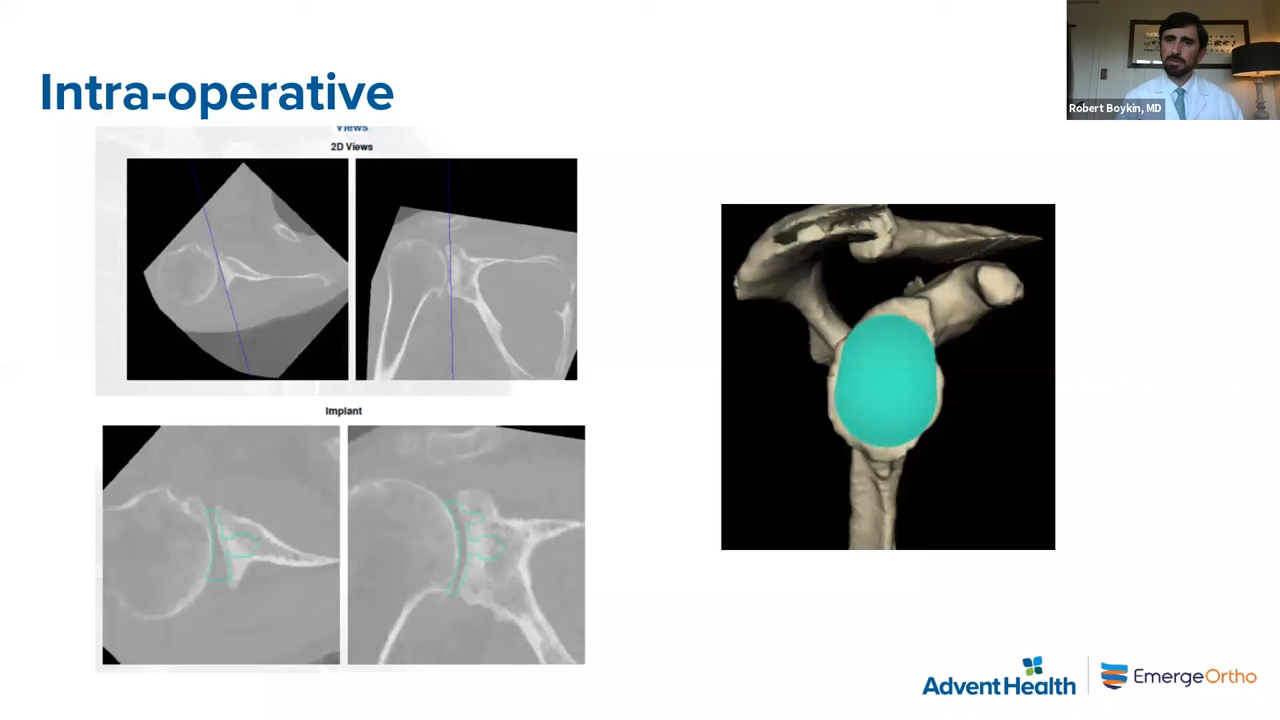 Intra-operative
Robert Boykin, MD
Views
2D Views
Implant
AdventHealth
EmergeOrtho